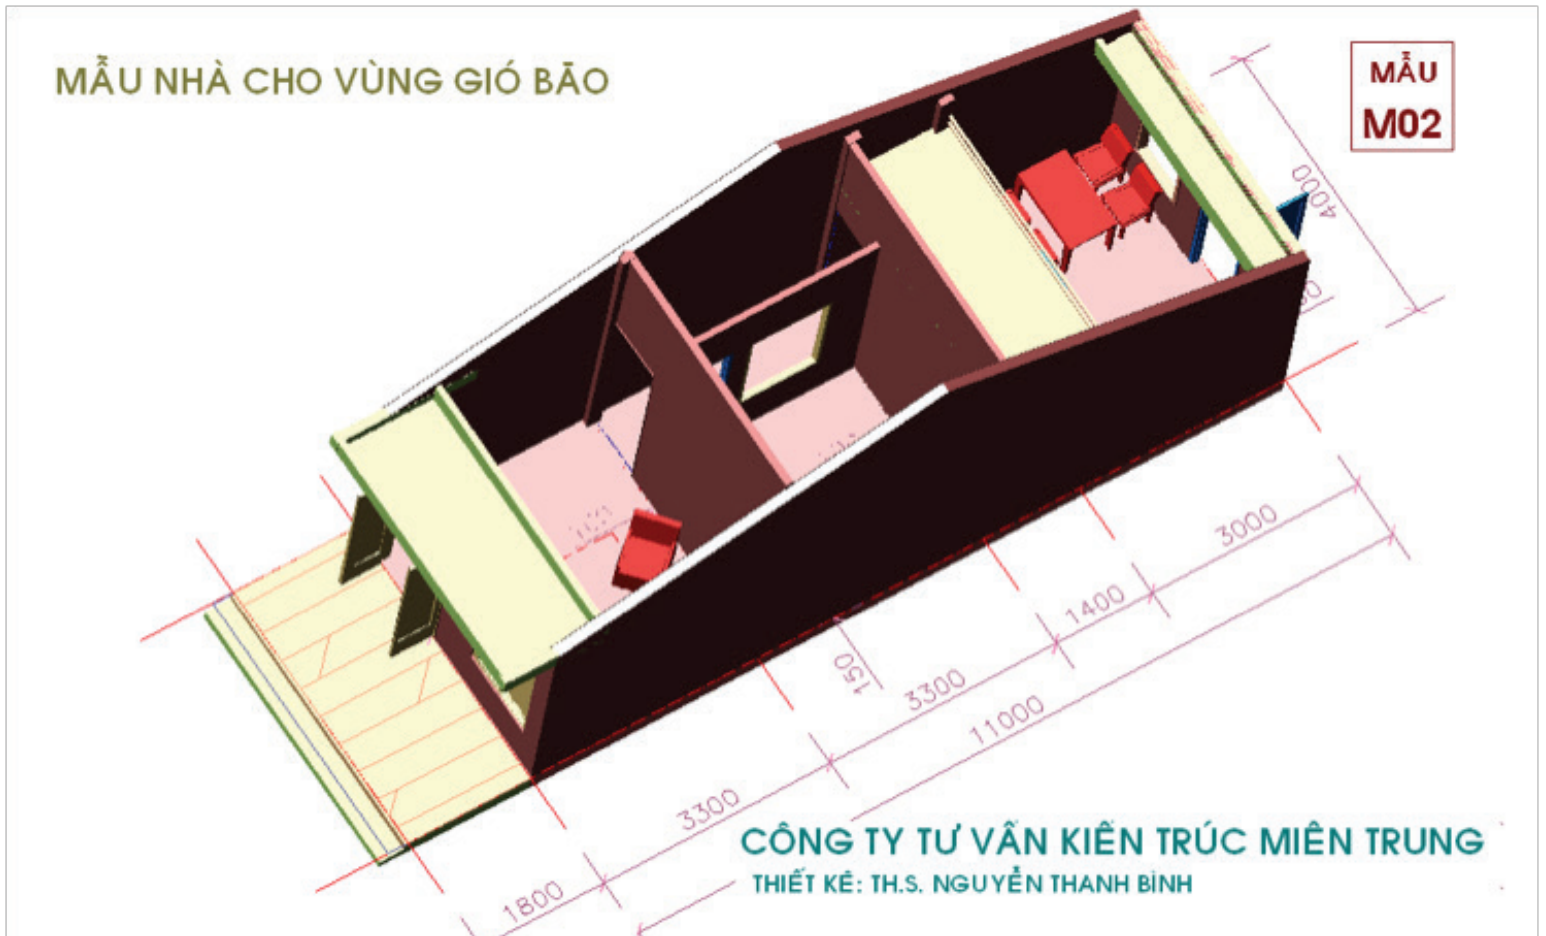 MẪU NHÀ CHO VÙNG GIÓ BÃO
MẪU
M02
4000
3000
1400
150
3300
11000
3300
1800
CÔNG TY TƯ VẤN KIẾN TRÚC MIỀN TRUNG
THIẾT KẾ: TH.S. NGUYỄN THANH BÌNH